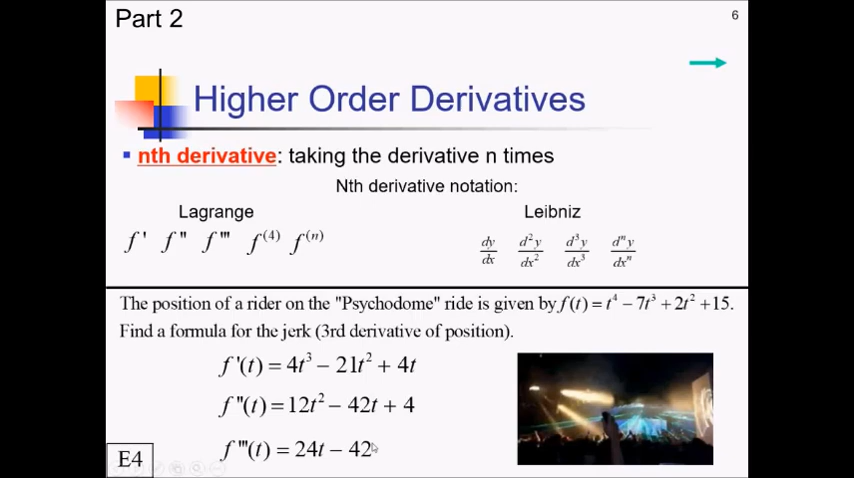 Part 2
6
Higher Order Derivatives
nth derivative: taking the derivative n times
Nth derivative notation:
Lagrange Leibniz
f ' f '' f ''' f⁽⁴⁾ f⁽ⁿ⁾ dy/dx d²y/dx² d³y/dx³ dⁿy/dxⁿ
The position of a rider on the "Psychodome" ride is given by f(t) = t⁴ − 7t³ + 2t² + 15.
Find a formula for the jerk (3rd derivative of position).
f '(t) = 4t³ − 21t² + 4t
f ''(t) = 12t² − 42t + 4
f '''(t) = 24t − 42
E4